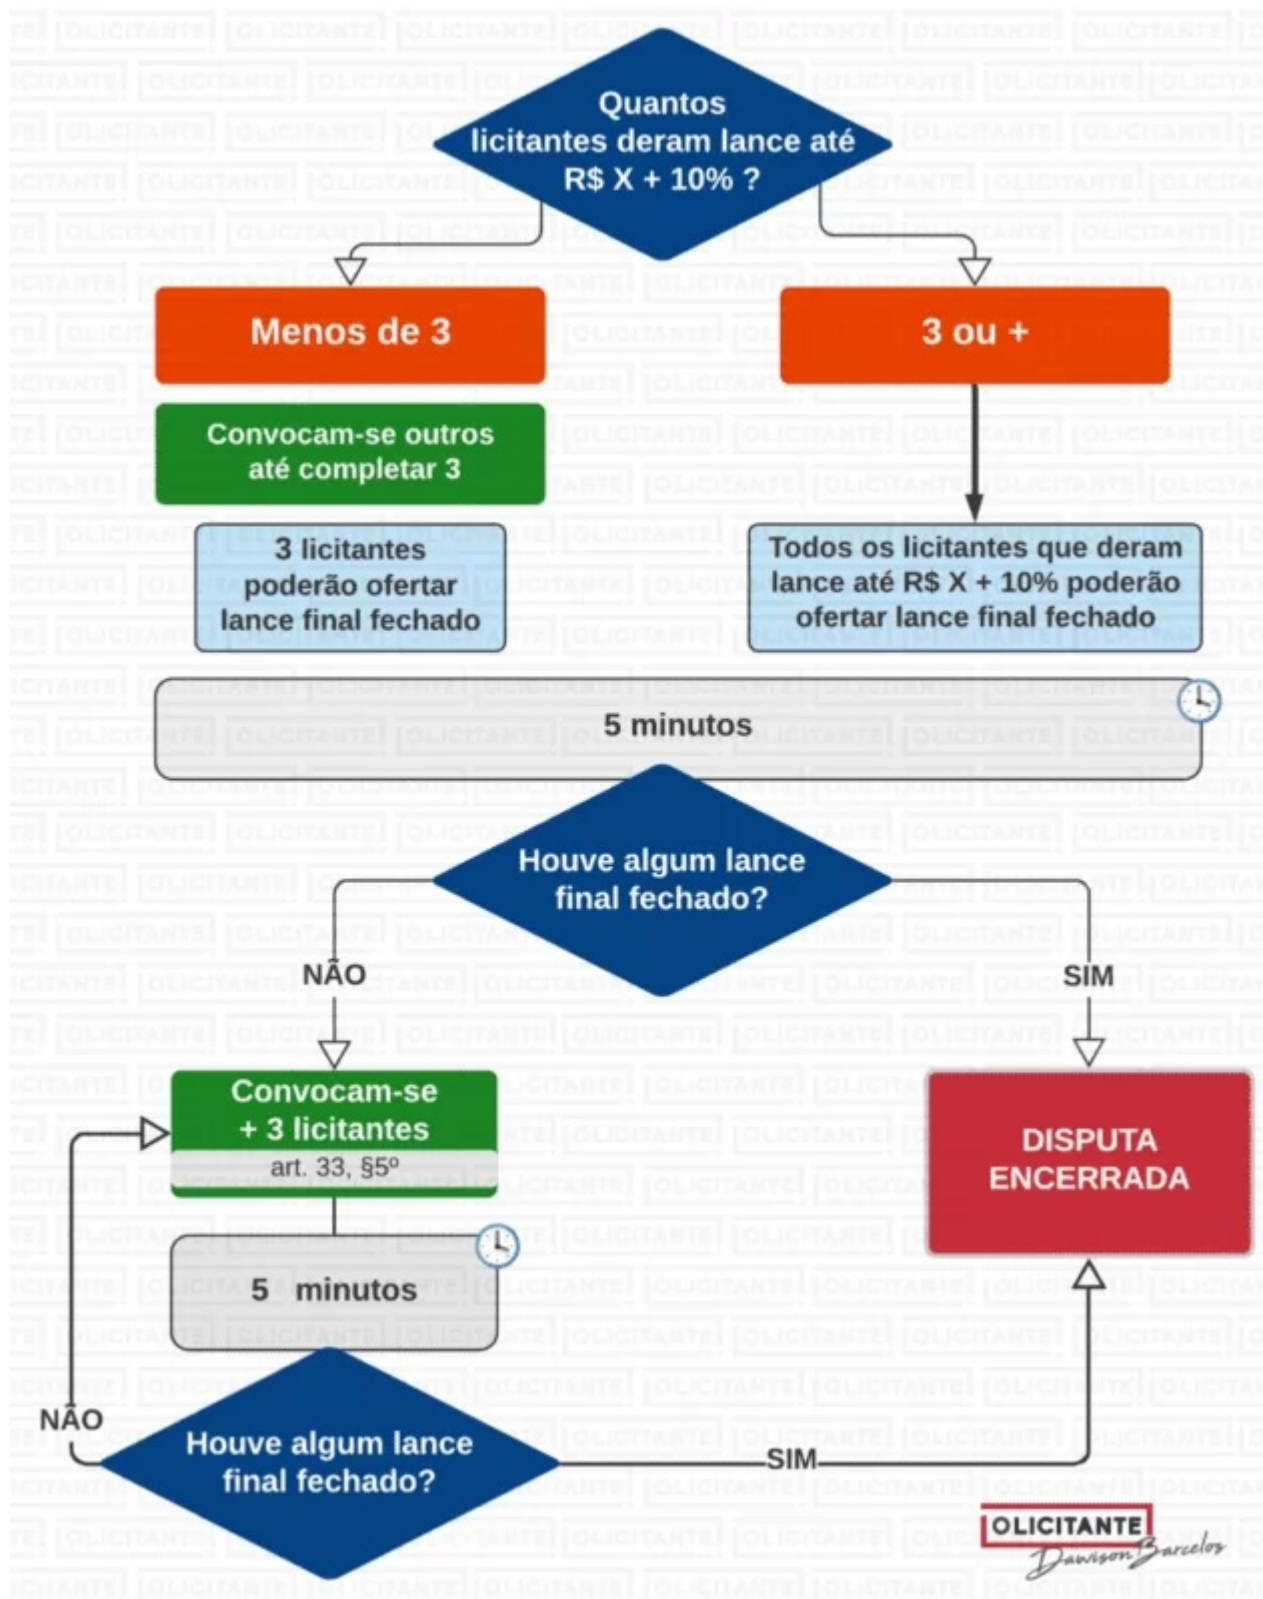 Quantos
licitantes deram lance até
R$ X + 10% ?
Menos de 3
3 ou +
Convocam-se outros
até completar 3
3 licitantes
poderão ofertar
lance final fechado
Todos os licitantes que deram
lance até R$ X + 10% poderão
ofertar lance final fechado
5 minutos
Houve algum lance
final fechado?
NÃO
SIM
Convocam-se
+ 3 licitantes
art. 33, §5º
DISPUTA
ENCERRADA
5 minutos
NÃO
Houve algum lance
final fechado?
SIM
OLICITANTE
Dawison Barcelos